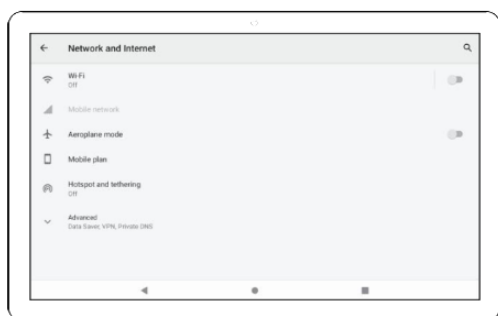 Network and Internet
Wi-Fi
Off
Mobile network
Aeroplane mode
Mobile plan
Hotspot and tethering
Off
Advanced
Data Saver, VPN, Private DNS